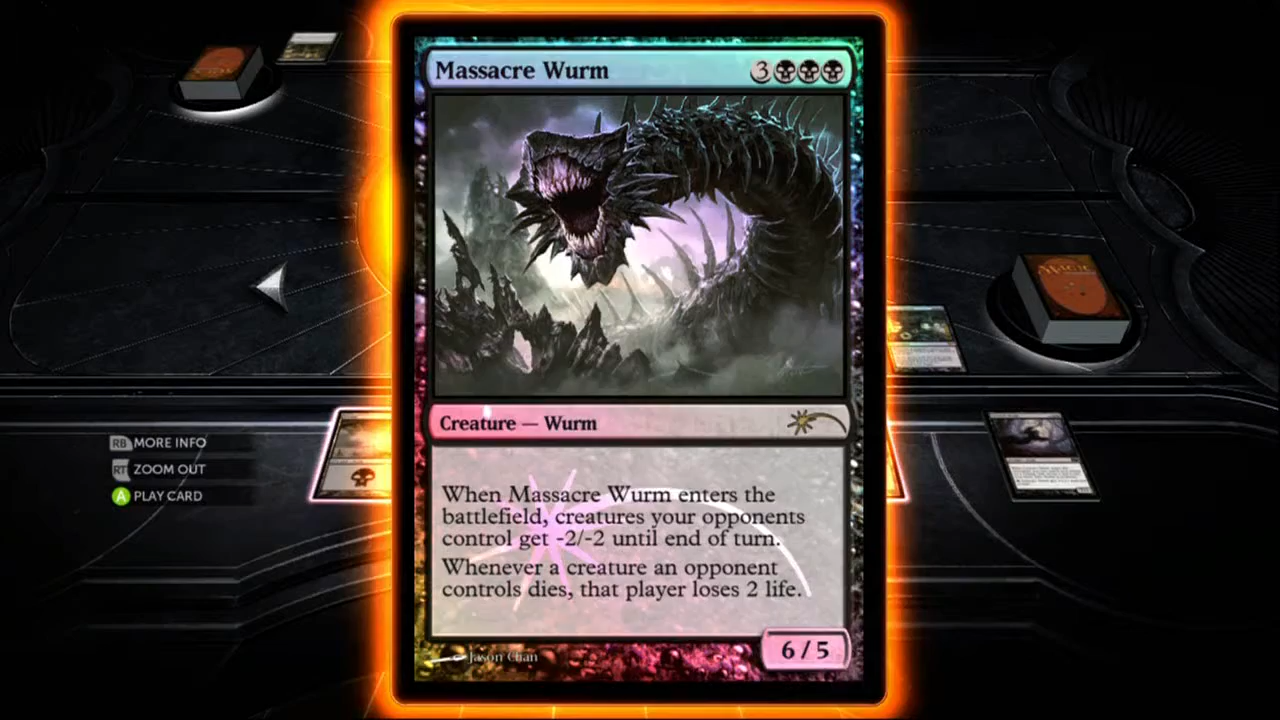 Massacre Wurm 3
Creature — Wurm
When Massacre Wurm enters the
battlefield, creatures your opponents
control get -2/-2 until end of turn.
Whenever a creature an opponent
controls dies, that player loses 2 life.
6 / 5
Jason Chan
RB MORE INFO
RT ZOOM OUT
A PLAY CARD
MAGIC